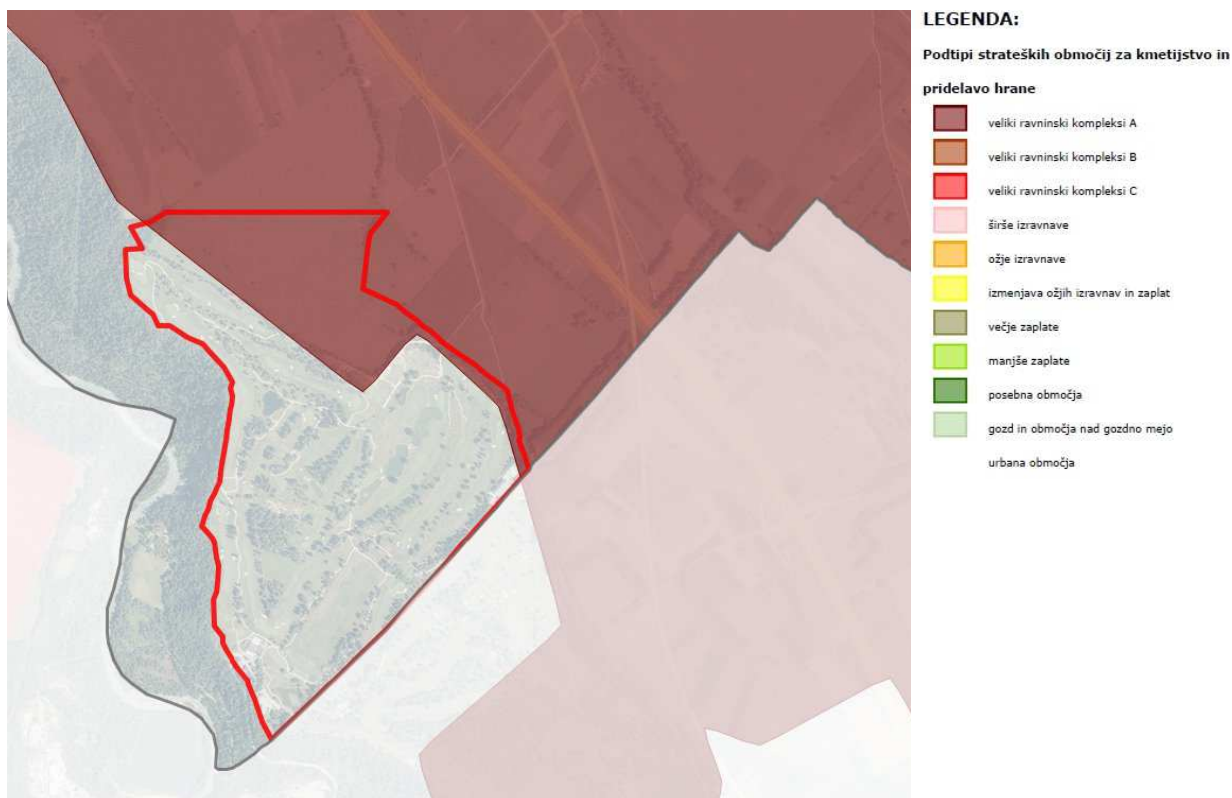 LEGENDA:
Podtipi strateških območij za kmetijstvo in
pridelavo hrane
veliki ravninski kompleksi A
veliki ravninski kompleksi B
veliki ravninski kompleksi C
širše izravnave
ožje izravnave
izmenjava ožjih izravnav in zaplat
večje zaplate
manjše zaplate
posebna območja
gozd in območja nad gozdno mejo
urbana območja